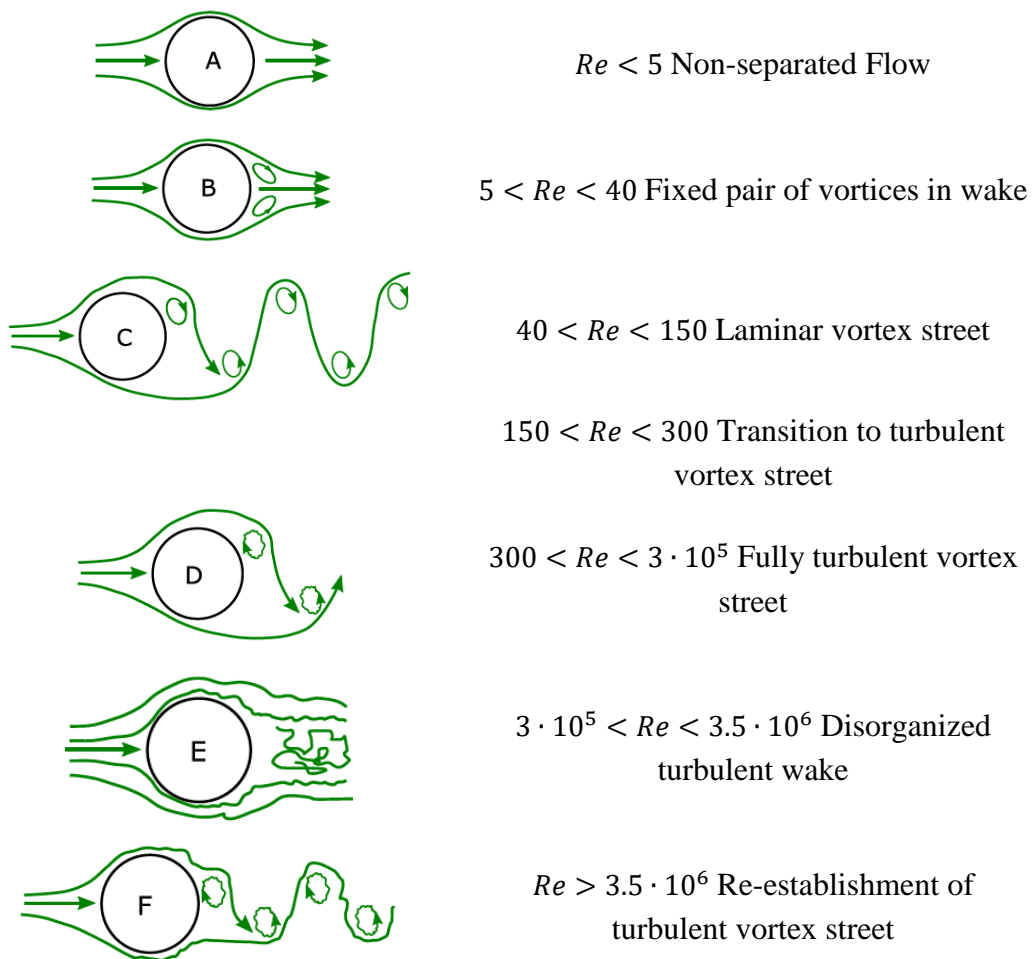 A
Re < 5 Non-separated Flow
B
5 < Re < 40 Fixed pair of vortices in wake
C
40 < Re < 150 Laminar vortex street
150 < Re < 300 Transition to turbulent
vortex street
D
300 < Re < 3 · 10⁵ Fully turbulent vortex
street
E
3 · 10⁵ < Re < 3.5 · 10⁶ Disorganized
turbulent wake
F
Re > 3.5 · 10⁶ Re-establishment of
turbulent vortex street